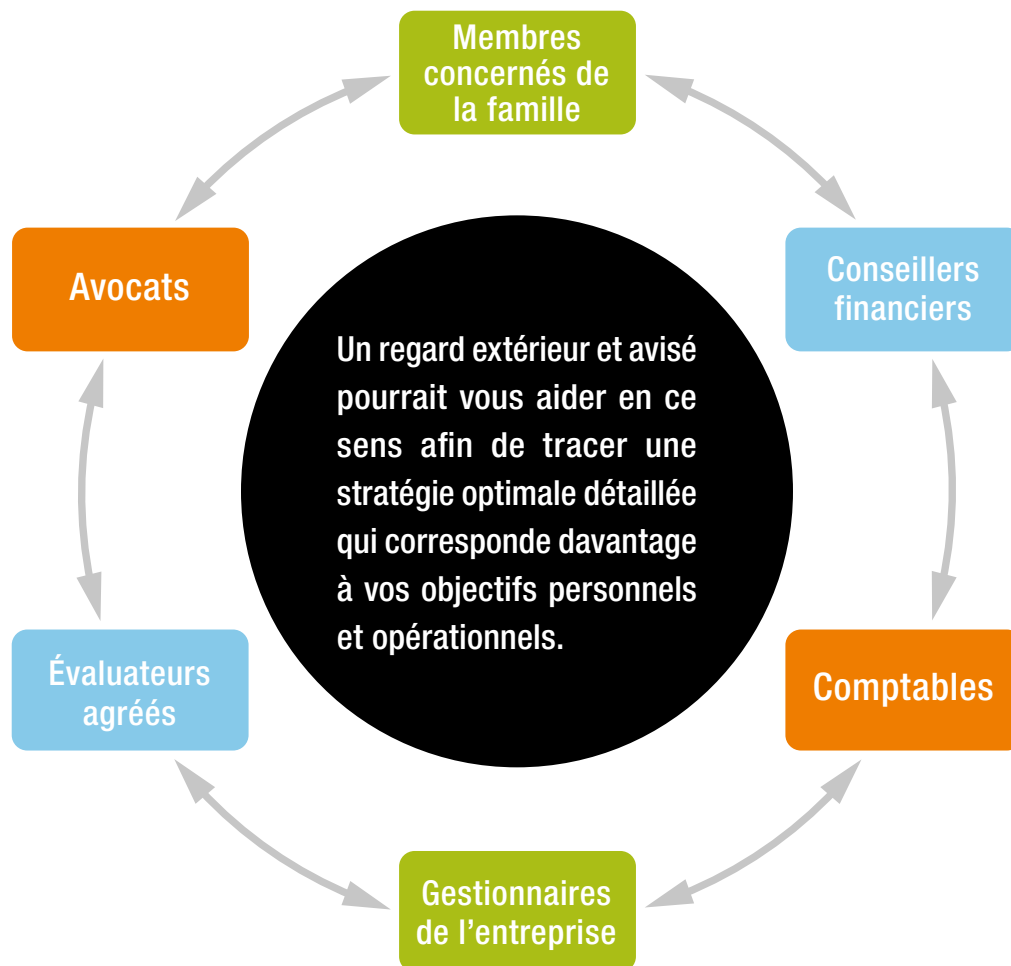 Membres
concernés de
la famille
Avocats
Conseillers
financiers
Un regard extérieur et avisé
pourrait vous aider en ce
sens afin de tracer une
stratégie optimale détaillée
qui corresponde davantage
à vos objectifs personnels
et opérationnels.
Évaluateurs
agréés
Comptables
Gestionnaires
de l’entreprise